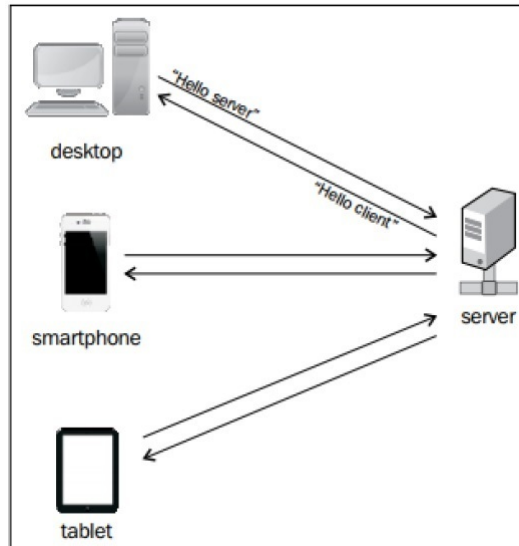 "Hello server"
desktop
"Hello client"
smartphone
server
tablet